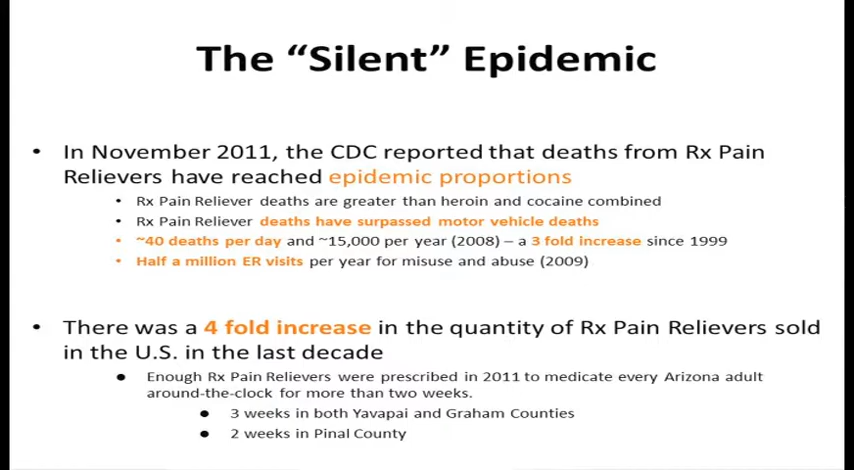 The “Silent” Epidemic
• In November 2011, the CDC reported that deaths from Rx Pain
Relievers have reached epidemic proportions
• Rx Pain Reliever deaths are greater than heroin and cocaine combined
• Rx Pain Reliever deaths have surpassed motor vehicle deaths
• ~40 deaths per day and ~15,000 per year (2008) – a 3 fold increase since 1999
• Half a million ER visits per year for misuse and abuse (2009)
• There was a 4 fold increase in the quantity of Rx Pain Relievers sold
in the U.S. in the last decade
● Enough Rx Pain Relievers were prescribed in 2011 to medicate every Arizona adult
around-the-clock for more than two weeks.
● 3 weeks in both Yavapai and Graham Counties
● 2 weeks in Pinal County